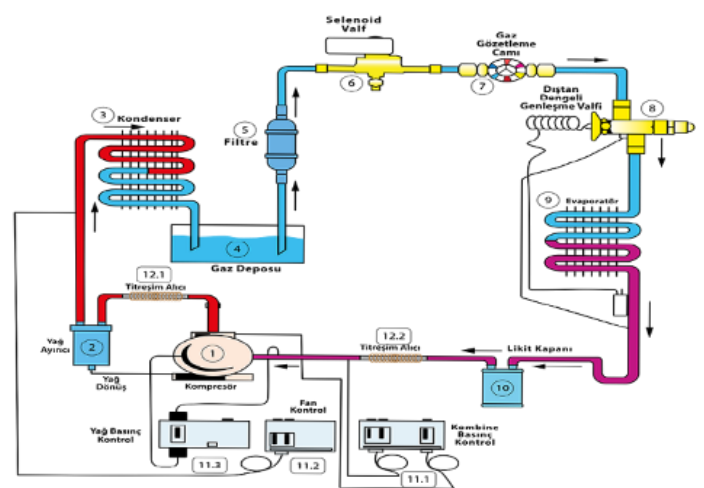 Selenoid
Valf
6
Gaz
Gözetleme
Camı
7
Dıştan
Dengeli
Genleşme Valfi
8
3
Kondenser
5
Filtre
4
Gaz Deposu
9
Evaporatör
12.1
Titreşim Alıcı
Yağ
Ayırıcı
2
Yağ
Dönüş
1
Kompresör
12.2
Titreşim Alıcı
Likit Kapanı
10
Yağ Basınç
Kontrol
11.3
Fan
Kontrol
11.2
Kombine
Basınç
Kontrol
11.1